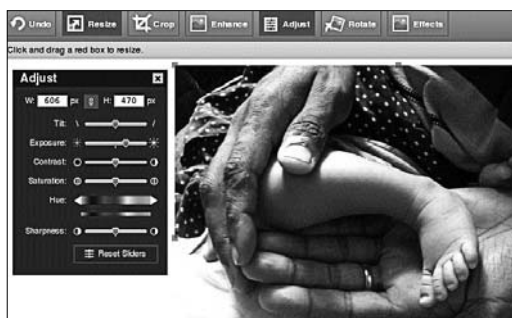 Undo Resize Crop Enhance Adjust Rotate Effects
Click and drag a red box to resize.
Adjust
W: 606 px H: 470 px
Tilt:
Exposure:
Contrast:
Saturation:
Hue:
Sharpness:
Reset Sliders